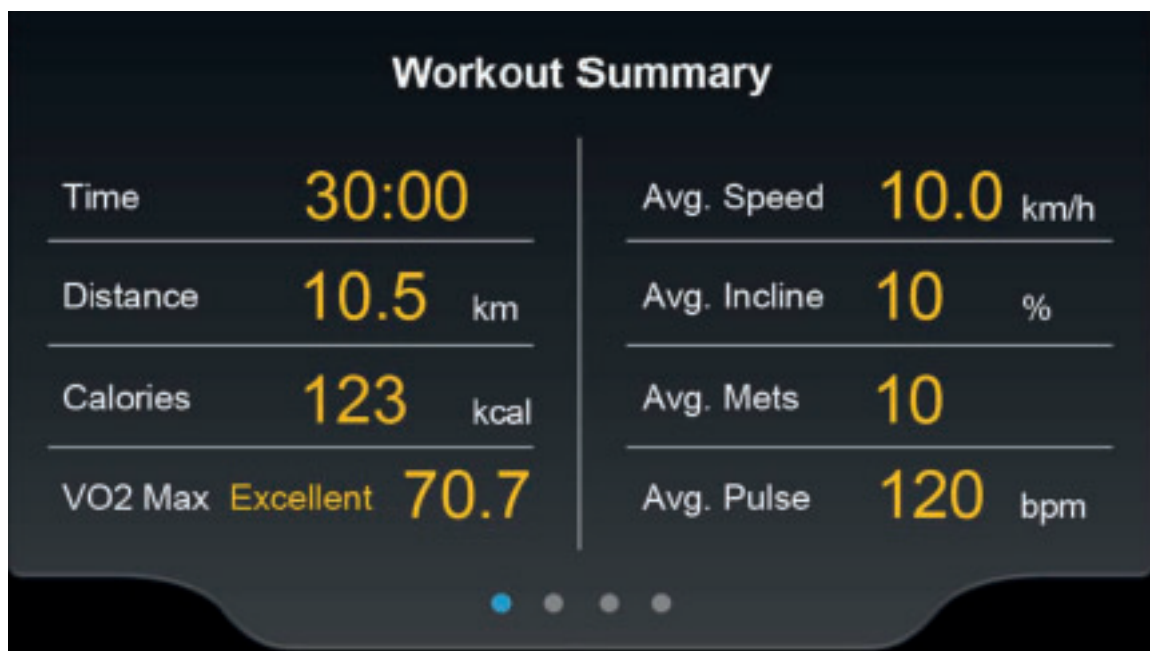 Workout Summary
Time 30:00
Distance 10.5 km
Calories 123 kcal
VO2 Max Excellent 70.7
Avg. Speed 10.0 km/h
Avg. Incline 10 %
Avg. Mets 10
Avg. Pulse 120 bpm